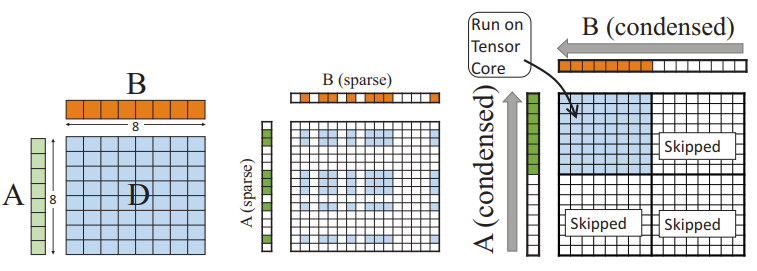 B
8
A
8
D
B (sparse)
A (sparse)
Run on
Tensor
Core
B (condensed)
A (condensed)
Skipped
Skipped
Skipped